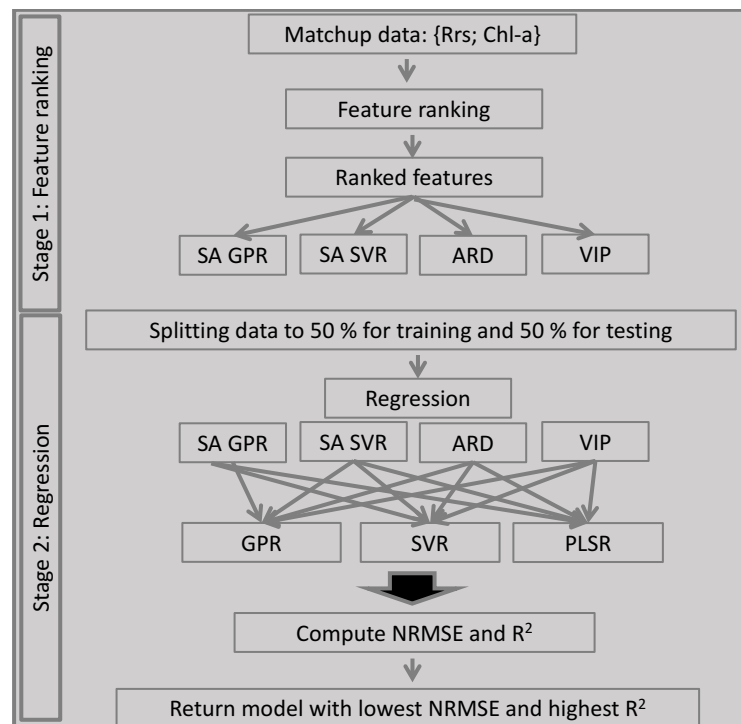 Stage 1: Feature ranking
Matchup data: {Rrs; Chl-a}
Feature ranking
Ranked features
SA GPR
SA SVR
ARD
VIP
Stage 2: Regression
Splitting data to 50 % for training and 50 % for testing
Regression
SA GPR
SA SVR
ARD
VIP
GPR
SVR
PLSR
Compute NRMSE and R²
Return model with lowest NRMSE and highest R²